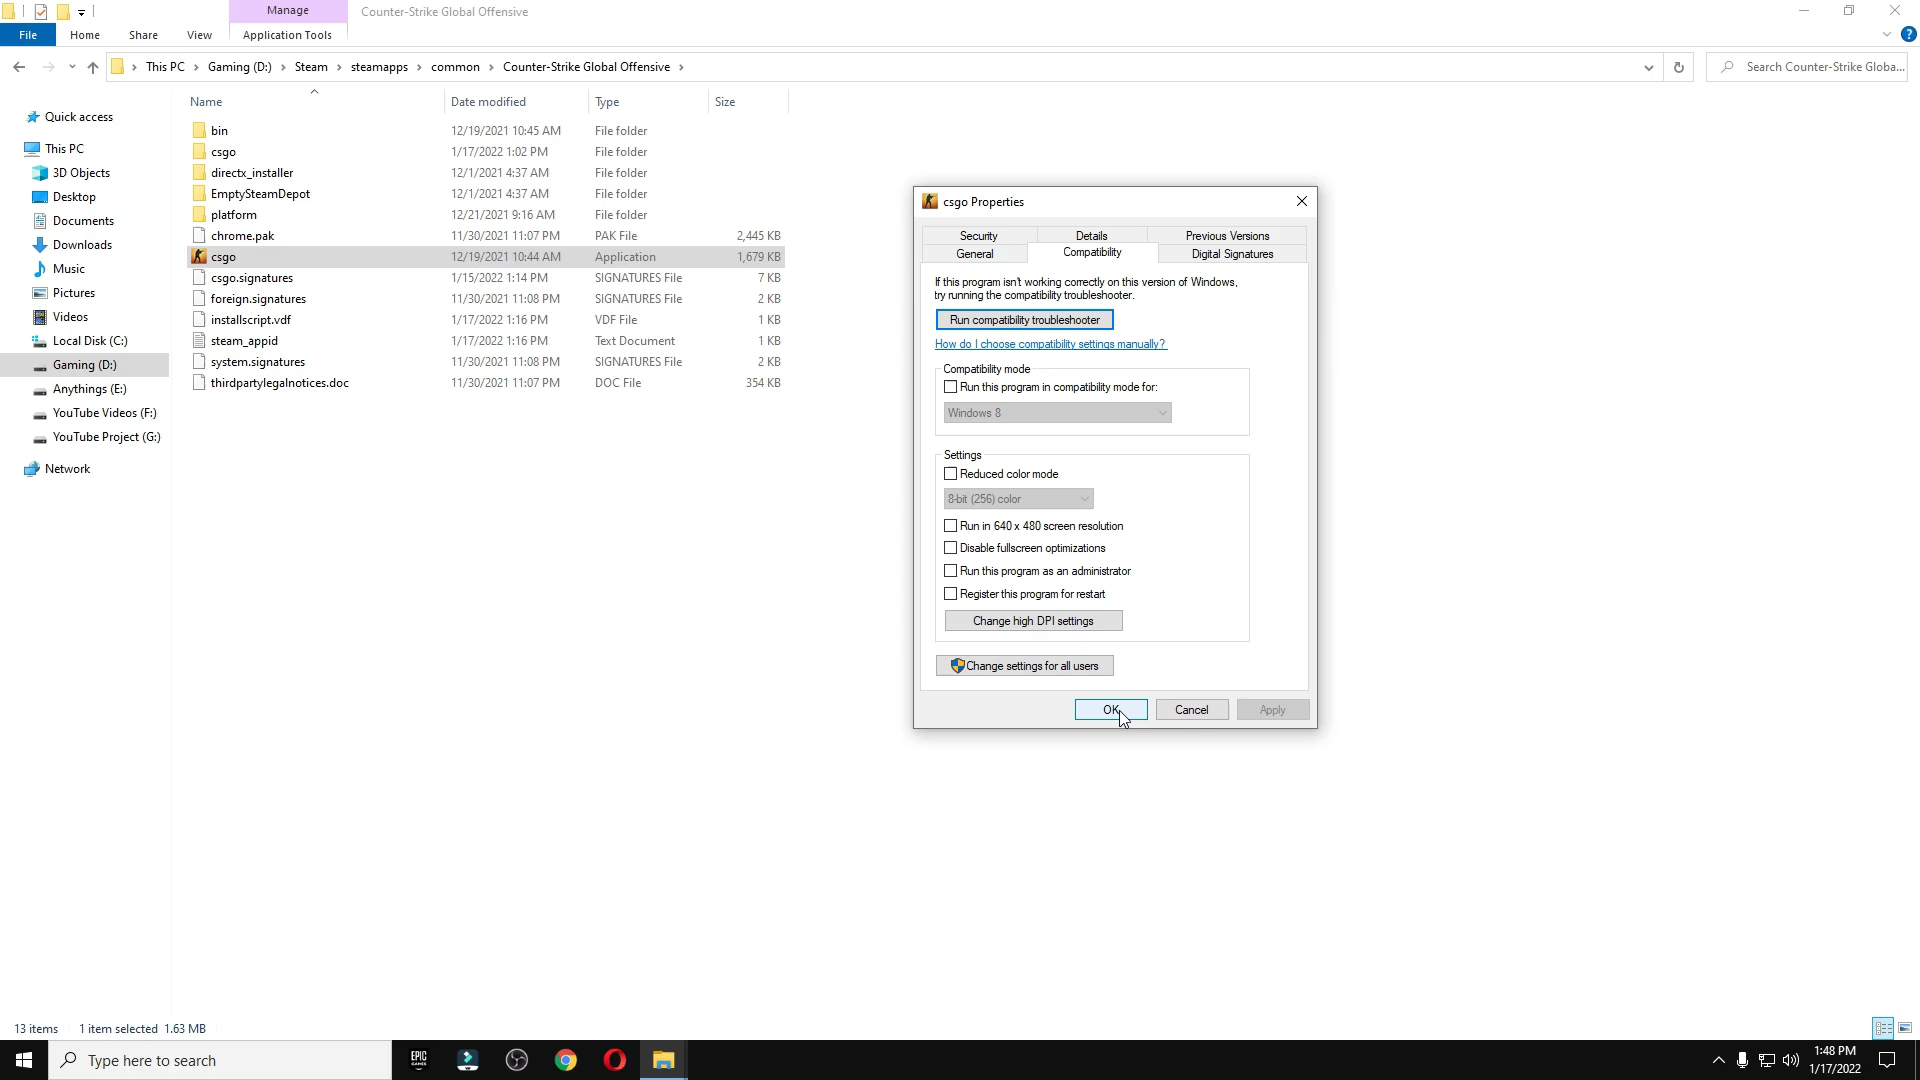 Manage
Counter-Strike Global Offensive
File
Home
Share
View
Application Tools
This PC
Gaming (D:)
Steam
steamapps
common
Counter-Strike Global Offensive
Search Counter-Strike Globa...
Name
Date modified
Type
Size
Quick access
This PC
3D Objects
Desktop
Documents
Downloads
Music
Pictures
Videos
Local Disk (C:)
Gaming (D:)
Anythings (E:)
YouTube Videos (F:)
YouTube Project (G:)
Network
bin 12/19/2021 10:45 AM File folder
csgo 1/17/2022 1:02 PM File folder
directx_installer 12/1/2021 4:37 AM File folder
EmptySteamDepot 12/1/2021 4:37 AM File folder
platform 12/21/2021 9:16 AM File folder
chrome.pak 11/30/2021 11:07 PM PAK File 2,445 KB
csgo 12/19/2021 10:44 AM Application 1,679 KB
csgo.signatures 1/15/2022 1:14 PM SIGNATURES File 7 KB
foreign.signatures 11/30/2021 11:08 PM SIGNATURES File 2 KB
installscript.vdf 1/17/2022 1:16 PM VDF File 1 KB
steam_appid 1/17/2022 1:16 PM Text Document 1 KB
system.signatures 11/30/2021 11:08 PM SIGNATURES File 2 KB
thirdpartylegalnotices.doc 11/30/2021 11:07 PM DOC File 354 KB
csgo Properties
Security
Details
Previous Versions
General
Compatibility
Digital Signatures
If this program isn't working correctly on this version of Windows,
try running the compatibility troubleshooter.
Run compatibility troubleshooter
How do I choose compatibility settings manually?
Compatibility mode
Run this program in compatibility mode for:
Windows 8
Settings
Reduced color mode
8-bit (256) color
Run in 640 x 480 screen resolution
Disable fullscreen optimizations
Run this program as an administrator
Register this program for restart
Change high DPI settings
Change settings for all users
OK
Cancel
Apply
13 items
1 item selected 1.63 MB
Type here to search
EPIC
GAMES
1:48 PM
1/17/2022